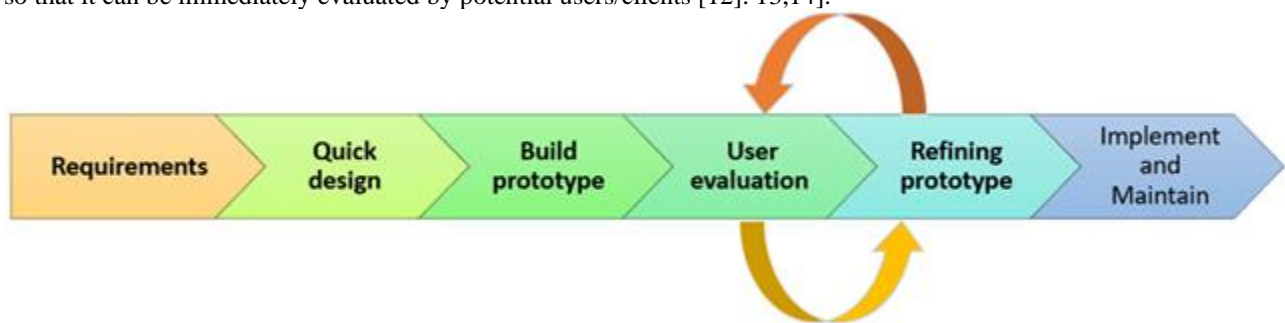 so that it can be immediately evaluated by potential users/clients [12]. 13,14].
Requirements
Quick
design
Build
prototype
User
evaluation
Refining
prototype
Implement
and
Maintain